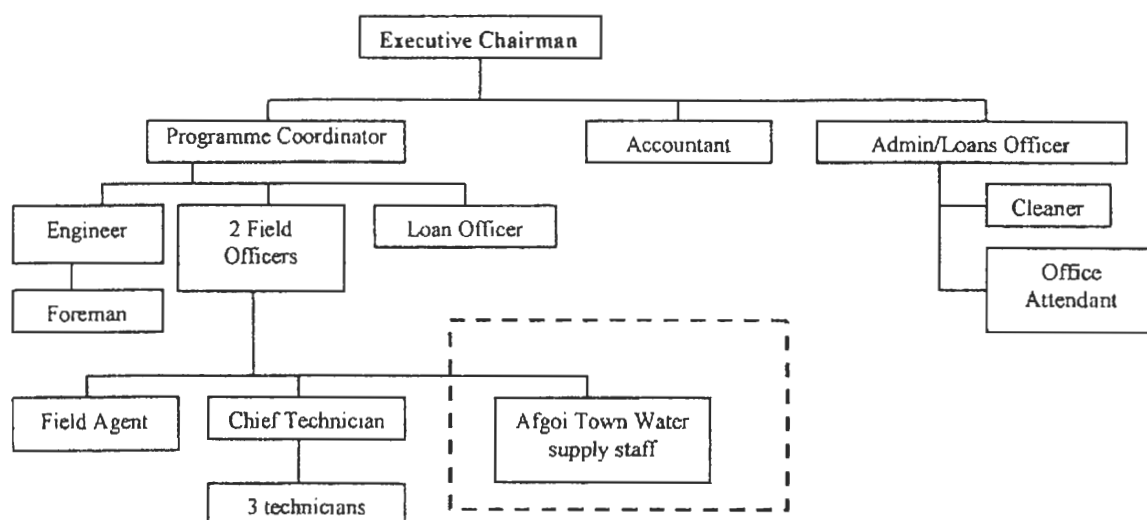 Executive Chairman
Programme Coordinator
Accountant
Admin/Loans Officer
Engineer
2 Field
Officers
Loan Officer
Cleaner
Office
Attendant
Foreman
Field Agent
Chief Technician
Afgoi Town Water
supply staff
3 technicians